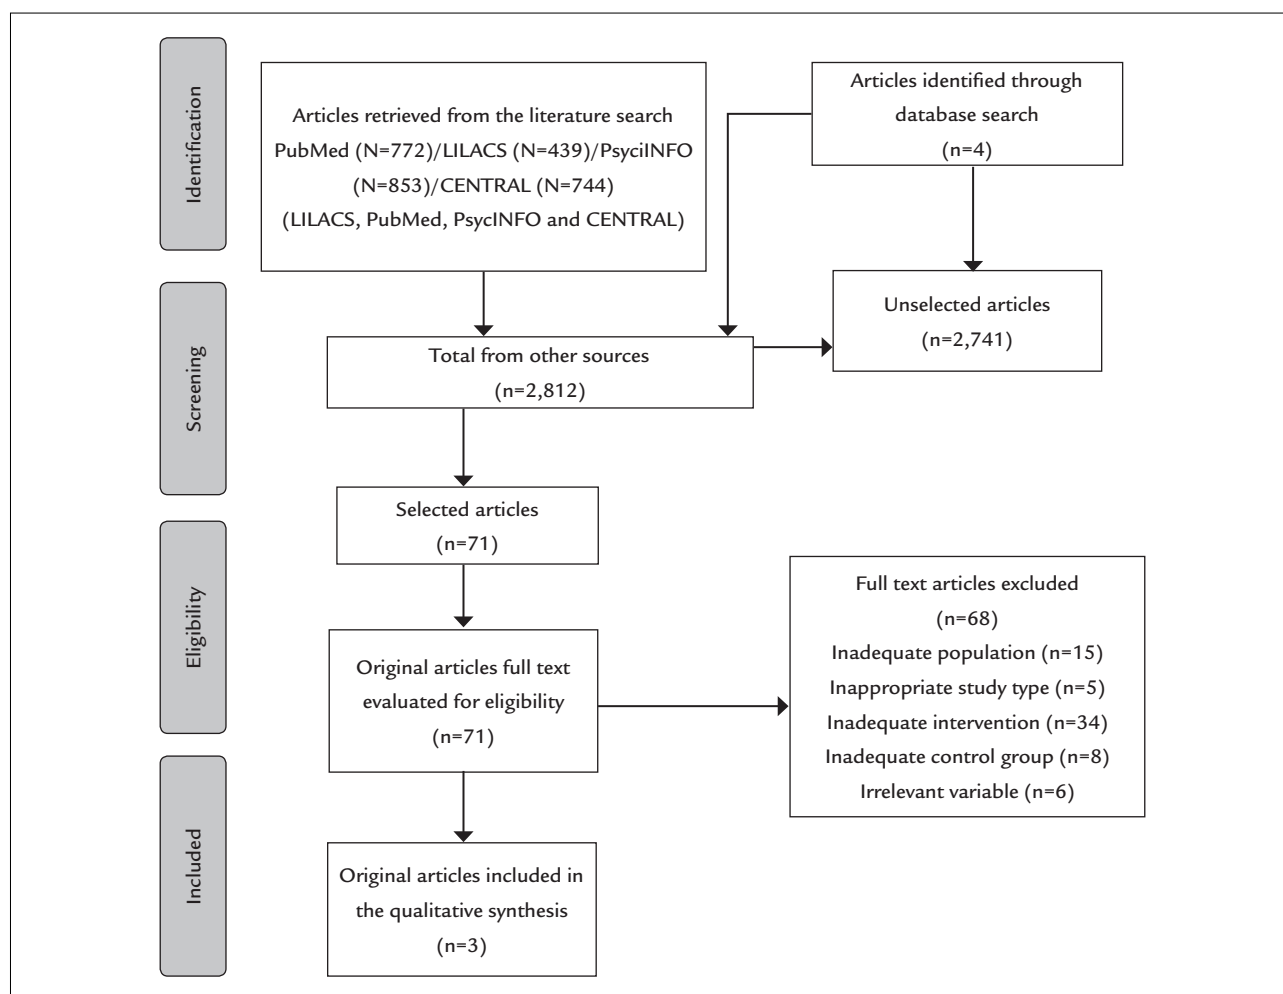 Identification
Articles retrieved from the literature search
PubMed (N=772)/LILACS (N=439)/PsyciINFO
(N=853)/CENTRAL (N=744)
(LILACS, PubMed, PsycINFO and CENTRAL)
Articles identified through
database search
(n=4)
Screening
Total from other sources
(n=2,812)
Unselected articles
(n=2,741)
Selected articles
(n=71)
Eligibility
Original articles full text
evaluated for eligibility
(n=71)
Full text articles excluded
(n=68)
Inadequate population (n=15)
Inappropriate study type (n=5)
Inadequate intervention (n=34)
Inadequate control group (n=8)
Irrelevant variable (n=6)
Included
Original articles included in
the qualitative synthesis
(n=3)